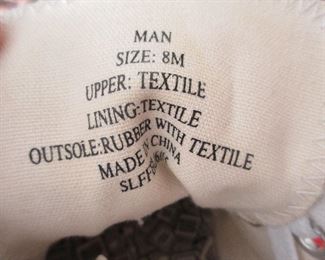 MAN
SIZE: 8M
UPPER: TEXTILE
LINING:TEXTILE
OUTSOLE:RUBBER WITH TEXTILE
MADE IN CHINA